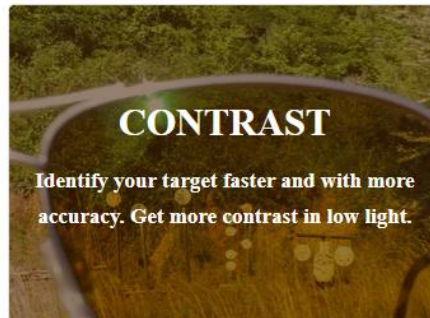 CONTRAST
Identify your target faster and with more
accuracy. Get more contrast in low light.